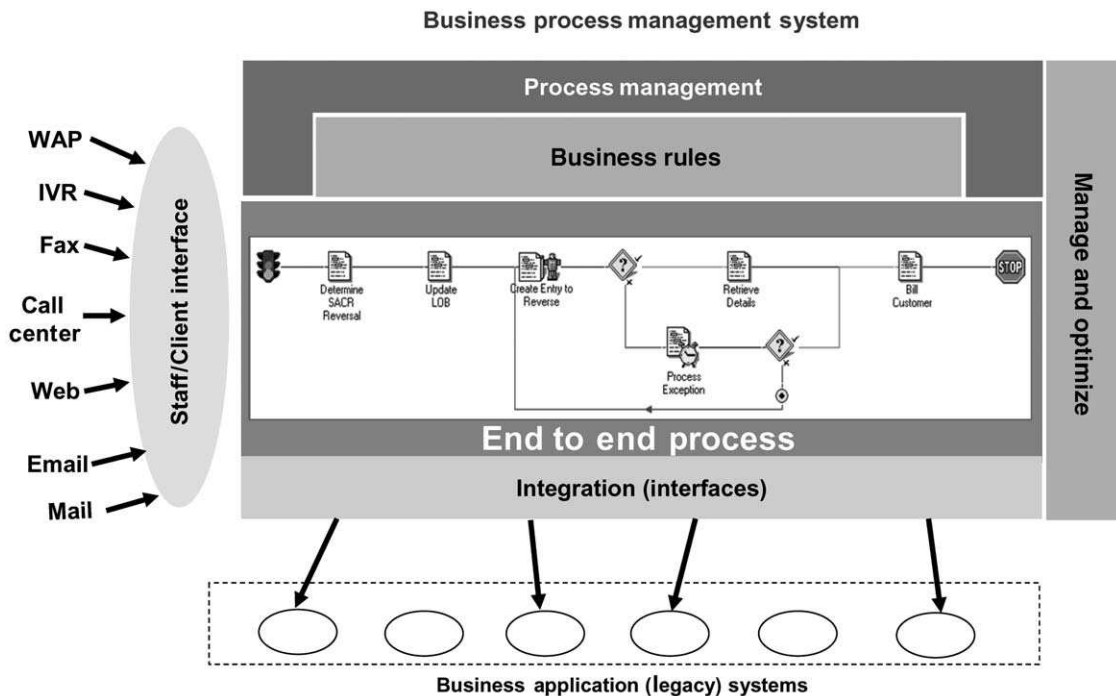 Business process management system
Process management
Business rules
WAP
IVR
Fax
Call
center
Web
Email
Mail
Staff/Client interface
?
STOP
Determine
SACR
Reversal
Update
LOB
Create Entry to
Reverse
Retrieve
Details
Bill
Customer
?
Process
Exception
End to end process
Integration (interfaces)
Manage and optimize
Business application (legacy) systems